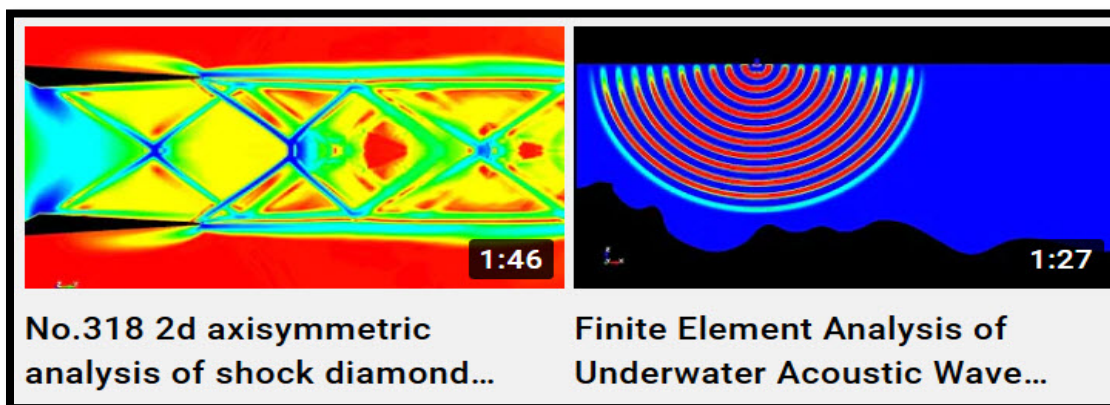 1:46
1:27
No.318 2d axisymmetric
analysis of shock diamond...
Finite Element Analysis of
Underwater Acoustic Wave...